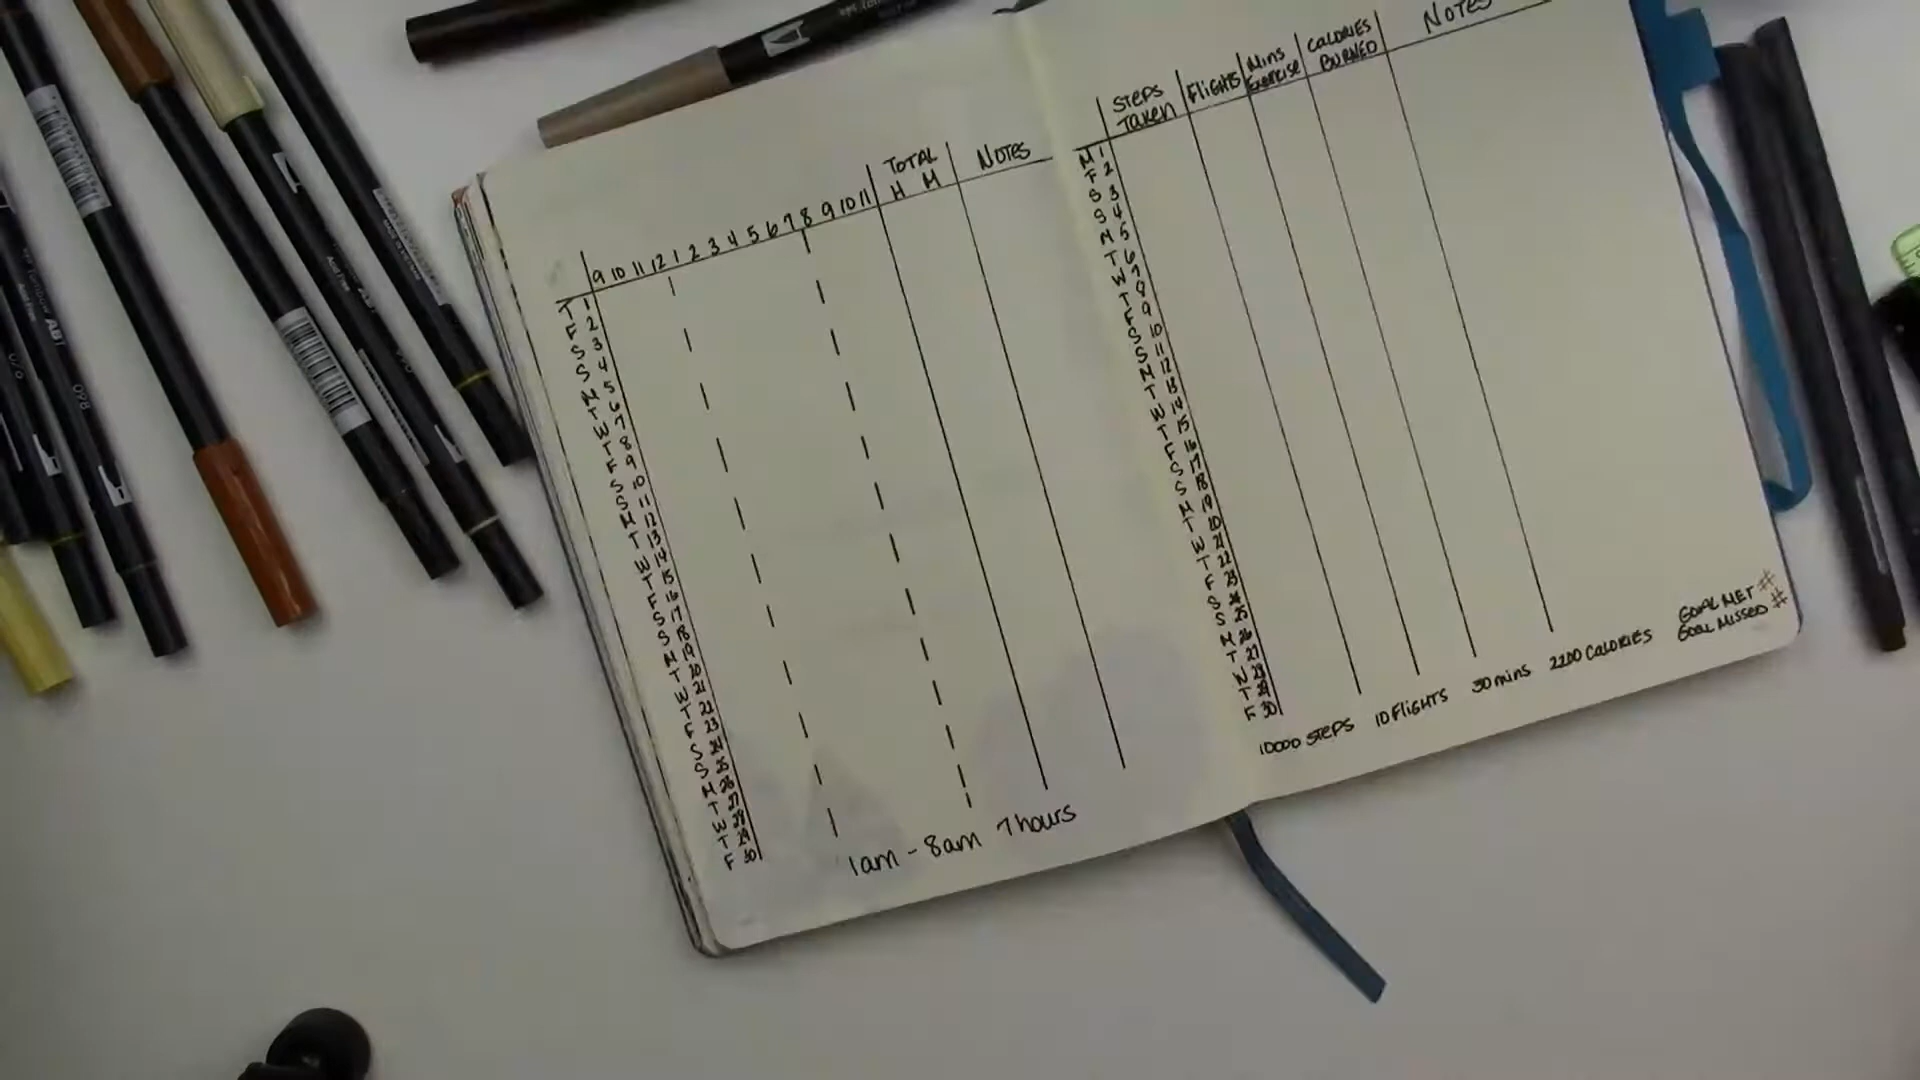 TOTAL
H M
NOTES
9 10 11 12 1 2 3 4 5 6 7 8 9 10 11
T 1
F 2
S 3
S 4
M 5
T 6
W 7
T 8
F 9
S 10
S 11
M 12
T 13
W 14
T 15
F 16
S 17
S 18
M 19
T 20
W 21
T 22
F 23
S 24
S 25
M 26
T 27
W 28
T 29
F 30
1am - 8am 7 hours
STEPS
Taken
FLIGHTS
Mins
Exercise
CALORIES
BURNED
NOTES
1
F 2
S 3
S 4
M 5
T 6
W 7
T 8
F 9
S 10
S 11
M 12
T 13
W 14
T 15
F 16
S 17
S 18
M 19
T 20
W 21
T 22
F 23
S 24
S 25
M 26
T 27
W 28
T 29
F 30
10000 STEPS 10 FLIGHTS 30 mins 2200 CALORIES
GOAL MET #
GOAL MISSED #
098